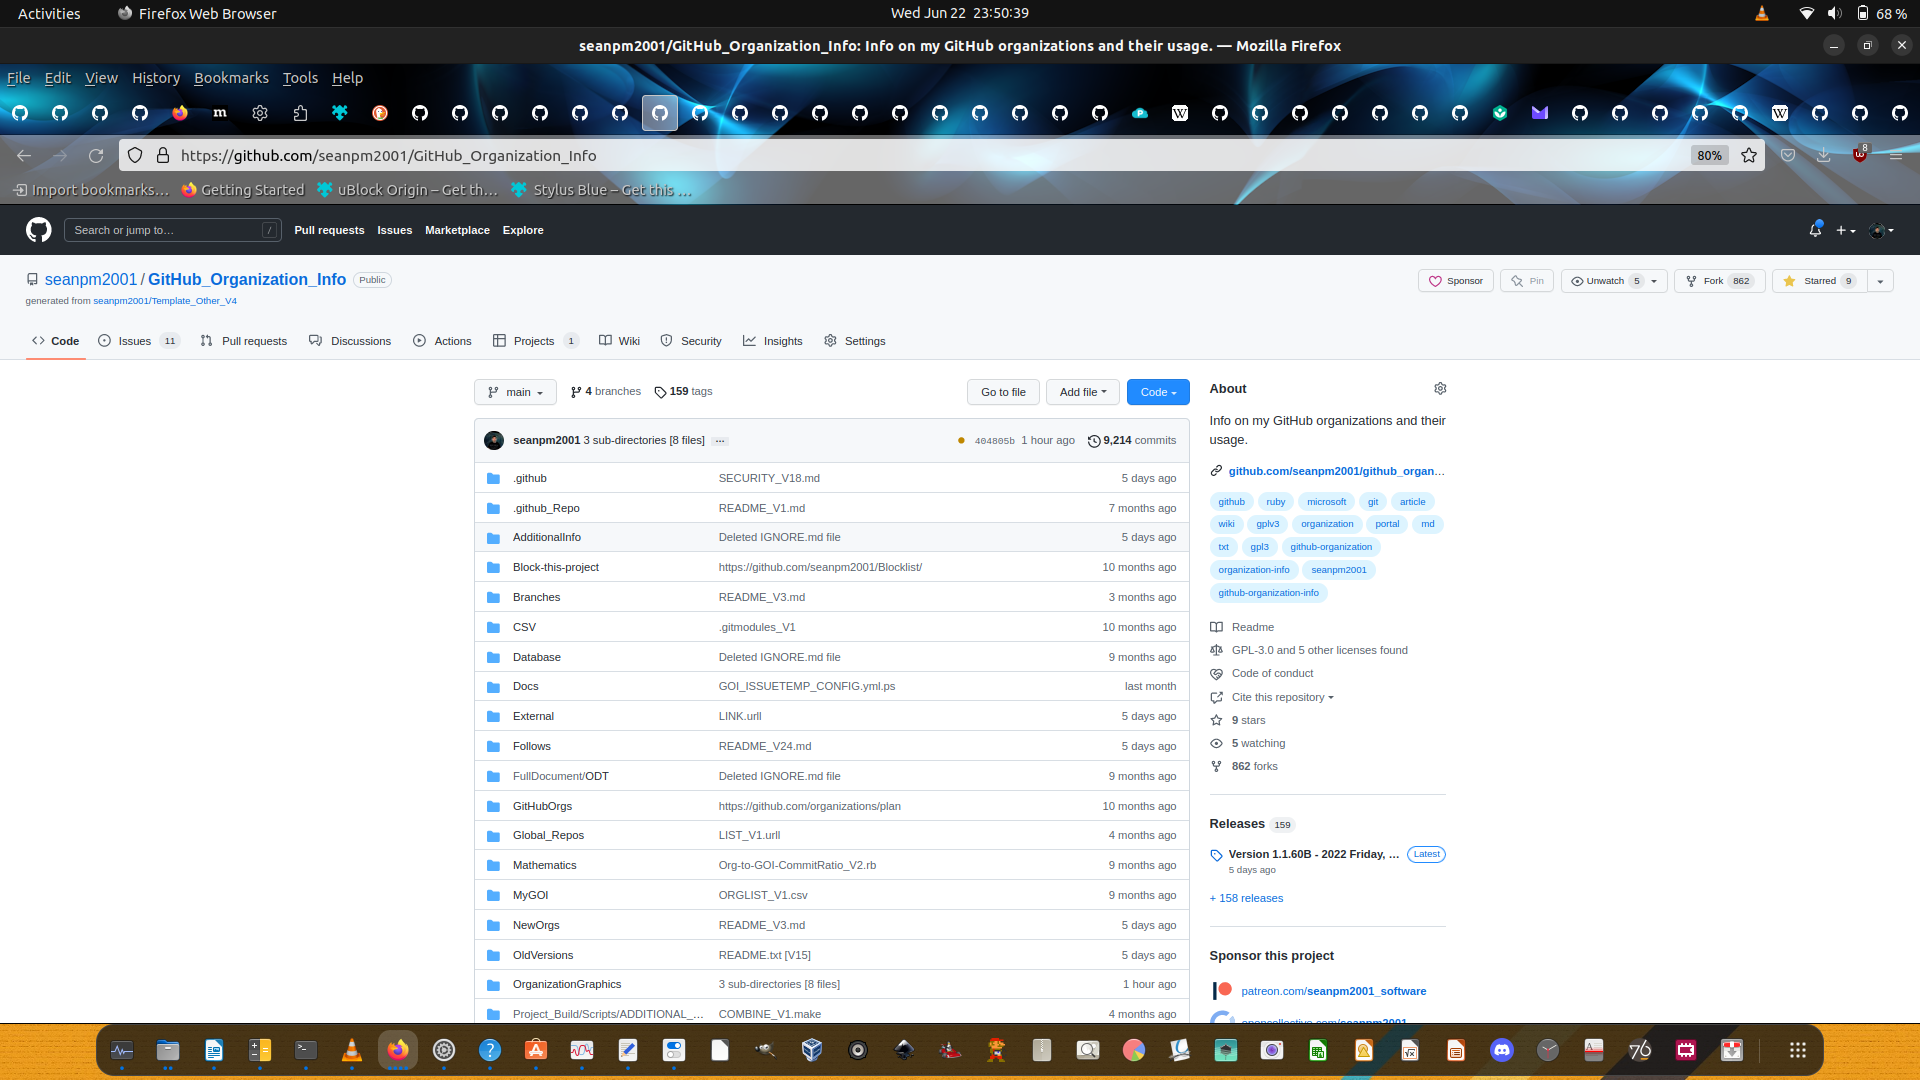 Activities
Firefox Web Browser
Wed Jun 22 23:50:39
68 %
seanpm2001/GitHub_Organization_Info: Info on my GitHub organizations and their usage. — Mozilla Firefox
File Edit View History Bookmarks Tools Help
https://github.com/seanpm2001/GitHub_Organization_Info
80%
8
Import bookmarks…
Getting Started
uBlock Origin – Get th…
Stylus Blue – Get this …
Search or jump to…
/
Pull requests Issues Marketplace Explore
seanpm2001 / GitHub_Organization_Info Public
generated from seanpm2001/Template_Other_V4
Sponsor
Pin
Unwatch 5
Fork 862
Starred 9
Code
Issues 11
Pull requests
Discussions
Actions
Projects 1
Wiki
Security
Insights
Settings
main
4 branches
159 tags
Go to file
Add file
Code
seanpm2001 3 sub-directories [8 files] …
404805b 1 hour ago
9,214 commits
.github SECURITY_V18.md 5 days ago
.github_Repo README_V1.md 7 months ago
AdditionalInfo Deleted IGNORE.md file 5 days ago
Block-this-project https://github.com/seanpm2001/Blocklist/ 10 months ago
Branches README_V3.md 3 months ago
CSV .gitmodules_V1 10 months ago
Database Deleted IGNORE.md file 9 months ago
Docs GOI_ISSUETEMP_CONFIG.yml.ps last month
External LINK.urll 5 days ago
Follows README_V24.md 5 days ago
FullDocument/ODT Deleted IGNORE.md file 9 months ago
GitHubOrgs https://github.com/organizations/plan 10 months ago
Global_Repos LIST_V1.urll 4 months ago
Mathematics Org-to-GOI-CommitRatio_V2.rb 9 months ago
MyGOI ORGLIST_V1.csv 9 months ago
NewOrgs README_V3.md 5 days ago
OldVersions README.txt [V15] 5 days ago
OrganizationGraphics 3 sub-directories [8 files] 1 hour ago
Project_Build/Scripts/ADDITIONAL_… COMBINE_V1.make 4 months ago
About
Info on my GitHub organizations and their
usage.
github.com/seanpm2001/github_organ…
github ruby microsoft git article
wiki gplv3 organization portal md
txt gpl3 github-organization
organization-info seanpm2001
github-organization-info
Readme
GPL-3.0 and 5 other licenses found
Code of conduct
Cite this repository
9 stars
5 watching
862 forks
Releases 159
Version 1.1.60B - 2022 Friday, … Latest
5 days ago
+ 158 releases
Sponsor this project
patreon.com/seanpm2001_software
opencollective.com/seanpm2001